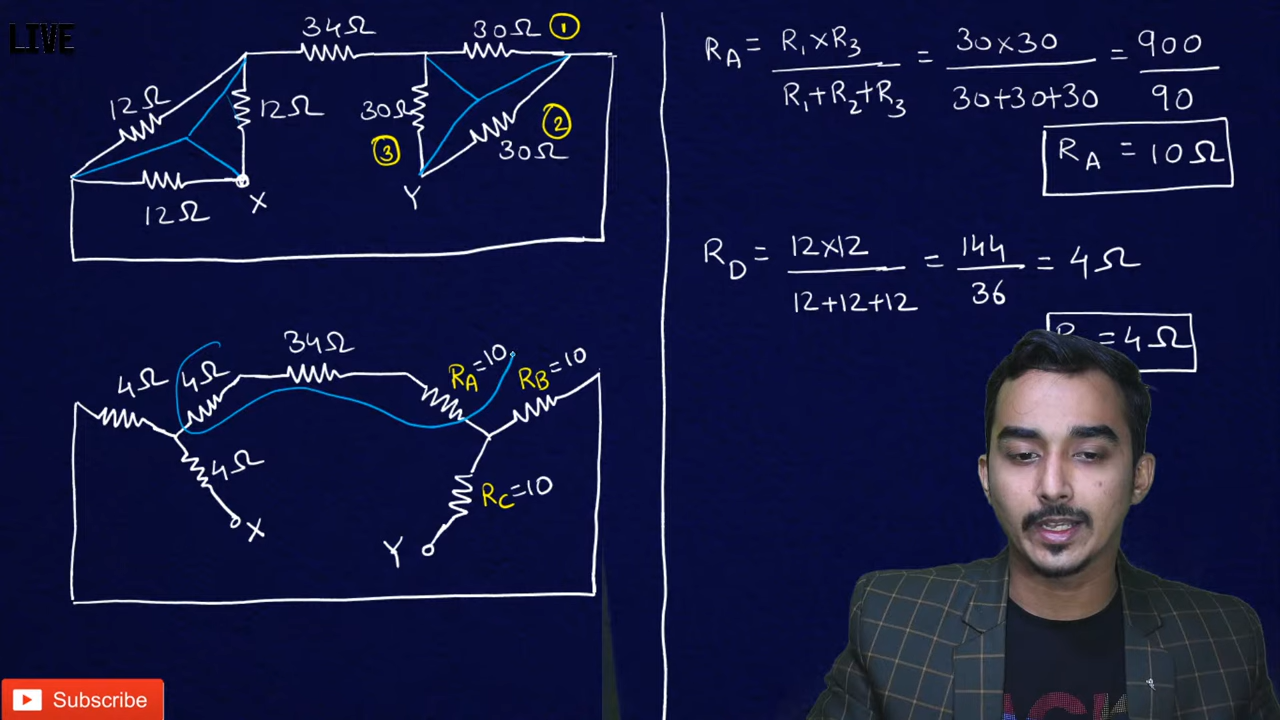 LIVE
34Ω
30Ω
1
12Ω
12Ω
30Ω
3
2
30Ω
12Ω
X
Y
4Ω
4Ω
34Ω
RA=10
RB=10
4Ω
RC=10
X
Y
RA = R1×R3 / R1+R2+R3 = 30×30 / 30+30+30 = 900 / 90
RA = 10Ω
RD = 12×12 / 12+12+12 = 144 / 36 = 4Ω
= 4Ω
Subscribe